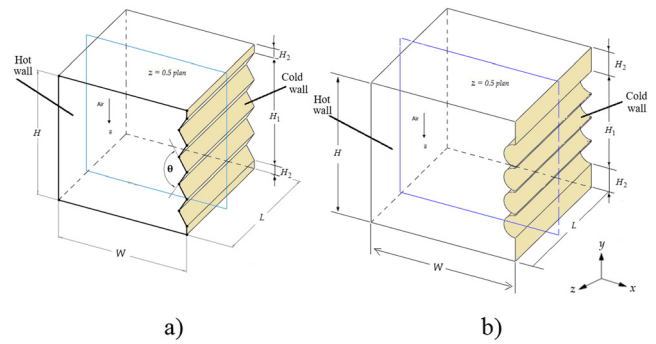 H₂
z = 0.5 plan
Hot
wall
Cold
wall
Air
g
H
H₁
θ
H₂
L
W
a)
H₂
z = 0.5 plan
Cold
wall
Hot
wall
Air
g
H
H₁
H₂
L
W
y
x
z
b)